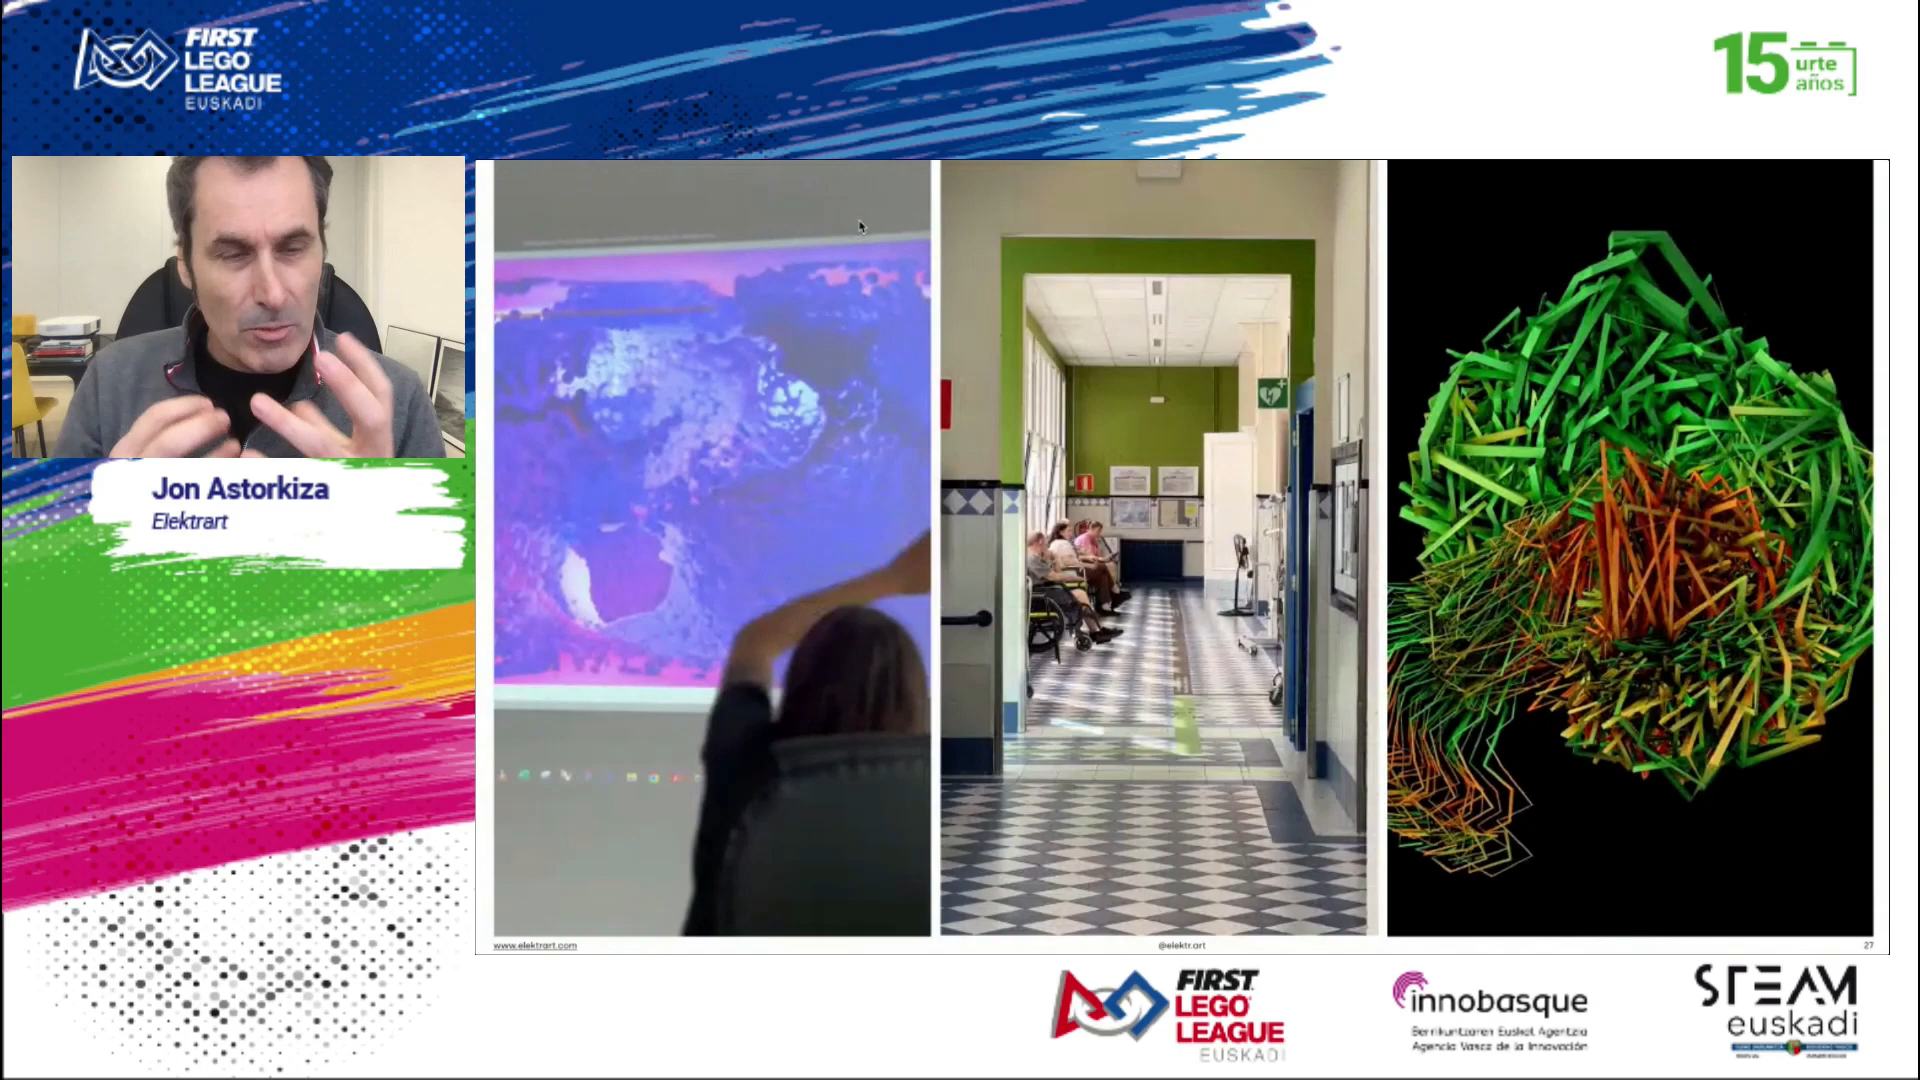 FIRST
LEGO
LEAGUE
EUSKADI
15 urte
años
Jon Astorkiza
Elektrart
www.elektrart.com
@elektr.art
27
FIRST
LEGO
LEAGUE
EUSKADI
innobasque
Berrikuntzaren Euskal Agentzia
Agencia Vasca de la Innovación
STEAM
euskadi